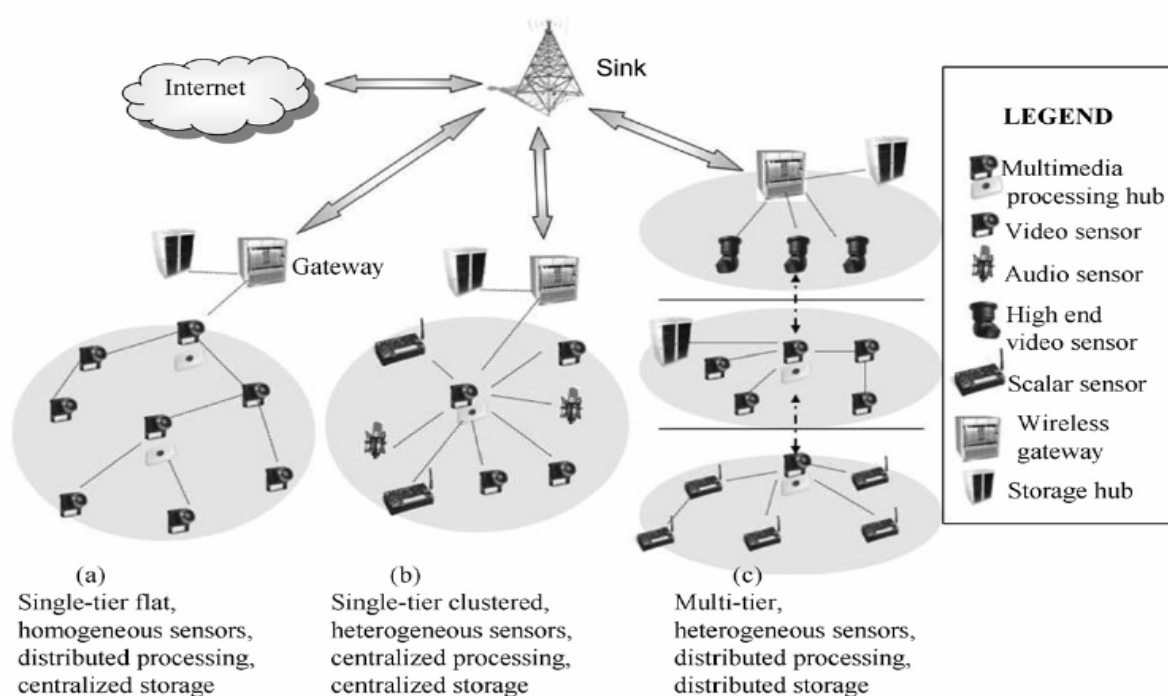 Internet
Sink
Gateway
LEGEND
Multimedia
processing hub
Video sensor
Audio sensor
High end
video sensor
Scalar sensor
Wireless
gateway
Storage hub
(a)
Single-tier flat,
homogeneous sensors,
distributed processing,
centralized storage
(b)
Single-tier clustered,
heterogeneous sensors,
centralized processing,
centralized storage
(c)
Multi-tier,
heterogeneous sensors,
distributed processing,
distributed storage